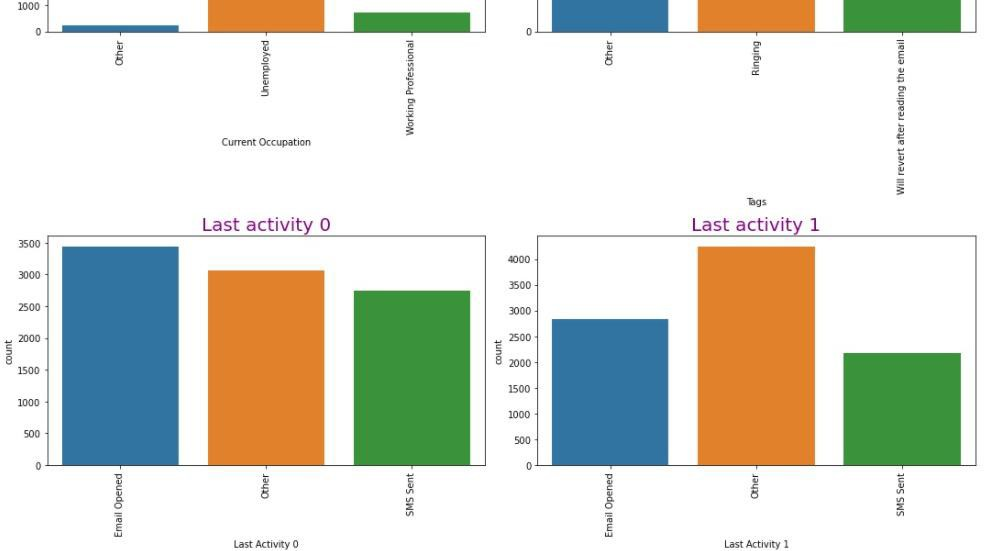 1000
0
Other
Unemployed
Working Professional
Current Occupation
0
Other
Ringing
Will revert after reading the email
Tags
Last activity 0
3500
3000
2500
2000
1500
1000
500
0
count
Email Opened
Other
SMS Sent
Last Activity 0
Last activity 1
4000
3500
3000
2500
2000
1500
1000
500
0
count
Email Opened
Other
SMS Sent
Last Activity 1